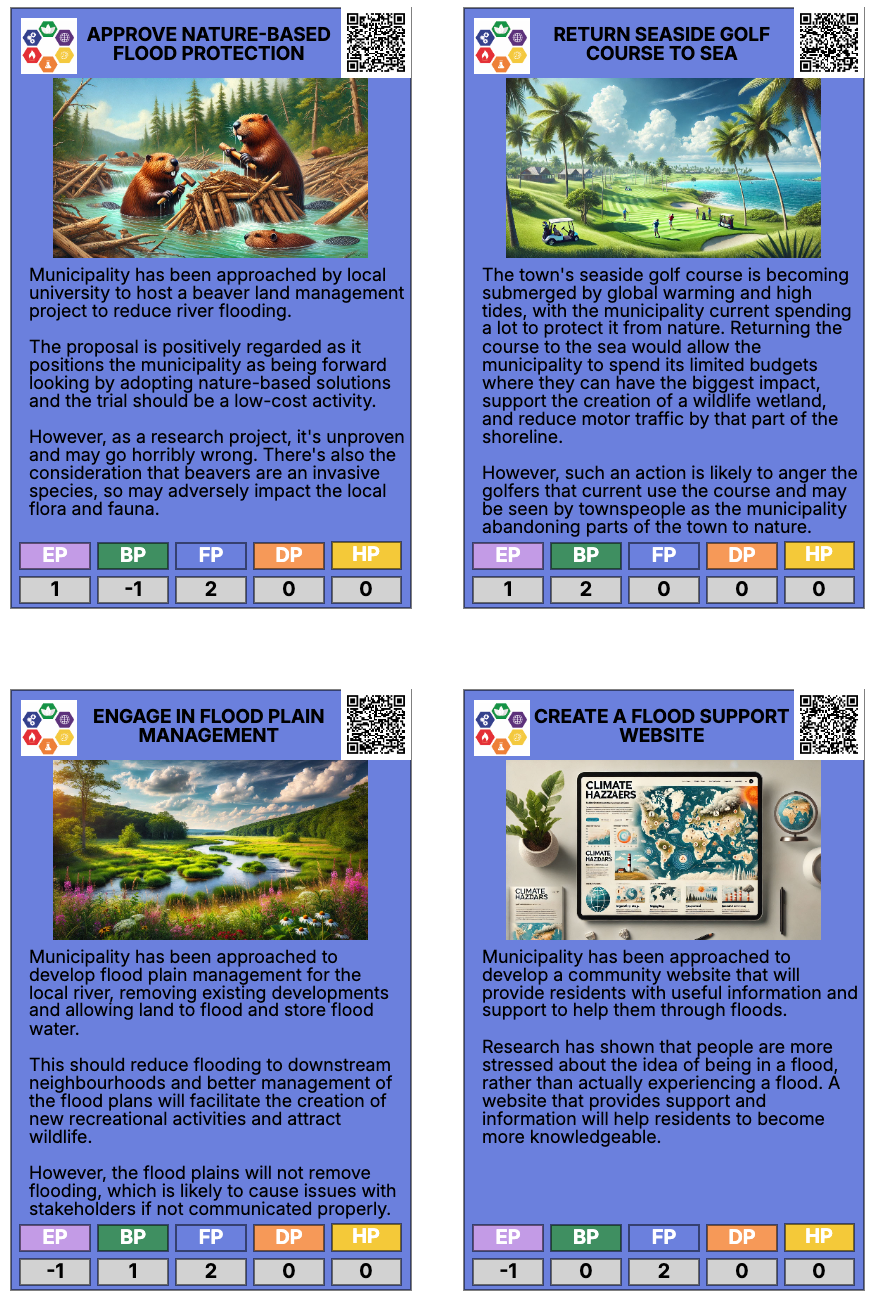 APPROVE NATURE-BASED
FLOOD PROTECTION
Municipality has been approached by local
university to host a beaver land management
project to reduce river flooding.
The proposal is positively regarded as it
positions the municipality as being forward
looking by adopting nature-based solutions
and the trial should be a low-cost activity.
However, as a research project, it's unproven
and may go horribly wrong. There's also the
consideration that beavers are an invasive
species, so may adversely impact the local
flora and fauna.
EP BP FP DP HP
1 -1 2 0 0
RETURN SEASIDE GOLF
COURSE TO SEA
The town's seaside golf course is becoming
submerged by global warming and high
tides, with the municipality current spending
a lot to protect it from nature. Returning the
course to the sea would allow the
municipality to spend its limited budgets
where they can have the biggest impact,
support the creation of a wildlife wetland,
and reduce motor traffic by that part of the
shoreline.
However, such an action is likely to anger the
golfers that current use the course and may
be seen by townspeople as the municipality
abandoning parts of the town to nature.
EP BP FP DP HP
1 2 0 0 0
ENGAGE IN FLOOD PLAIN
MANAGEMENT
Municipality has been approached to
develop flood plain management for the
local river, removing existing developments
and allowing land to flood and store flood
water.
This should reduce flooding to downstream
neighbourhoods and better management of
the flood plans will facilitate the creation of
new recreational activities and attract
wildlife.
However, the flood plains will not remove
flooding, which is likely to cause issues with
stakeholders if not communicated properly.
EP BP FP DP HP
-1 1 2 0 0
CREATE A FLOOD SUPPORT
WEBSITE
CLIMATE
HAZZAERS
CLIMATE
HAZDARS
CLIMATE
HAZARDS
Municipality has been approached to
develop a community website that will
provide residents with useful information and
support to help them through floods.
Research has shown that people are more
stressed about the idea of being in a flood,
rather than actually experiencing a flood. A
website that provides support and
information will help residents to become
more knowledgeable.
EP BP FP DP HP
-1 0 2 0 0